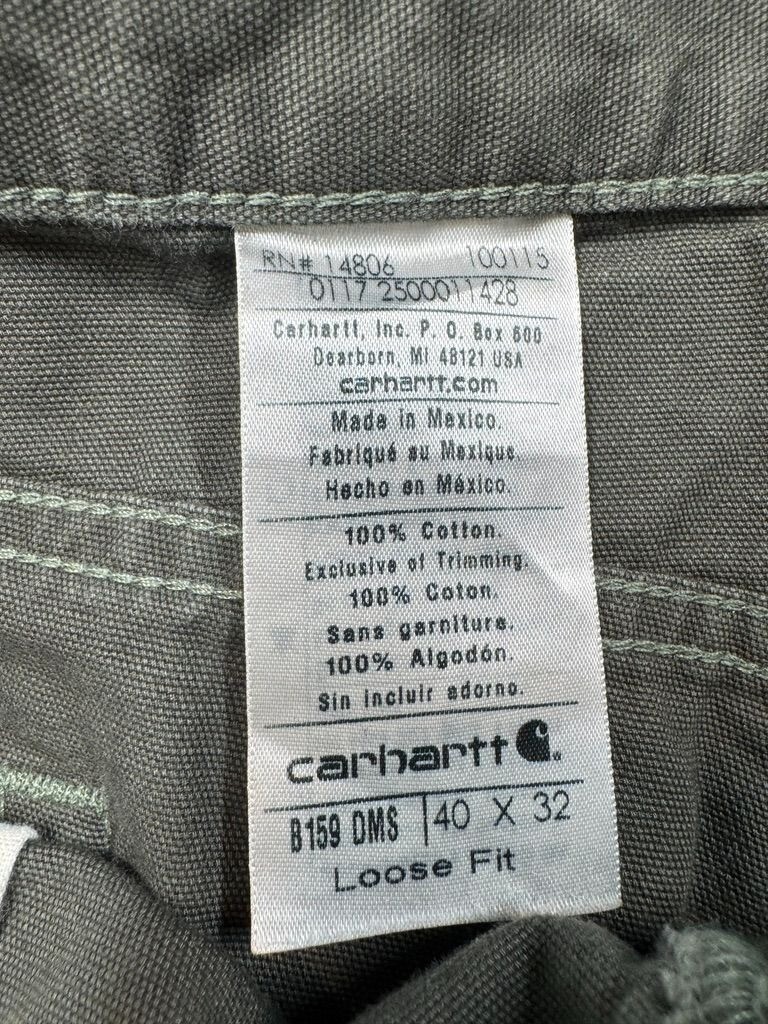 RN# 14806 100115
0117 2500011428
Carhartt, Inc. P. O. Box 600
Dearborn, MI 48121 USA
carhartt.com
Made in Mexico.
Fabriqué au Mexique.
Hecho en México.
100% Cotton.
Exclusive of Trimming.
100% Coton.
Sans garniture.
100% Algodón.
Sin incluir adorno.
carhartt
B159 DMS 40 X 32
Loose Fit